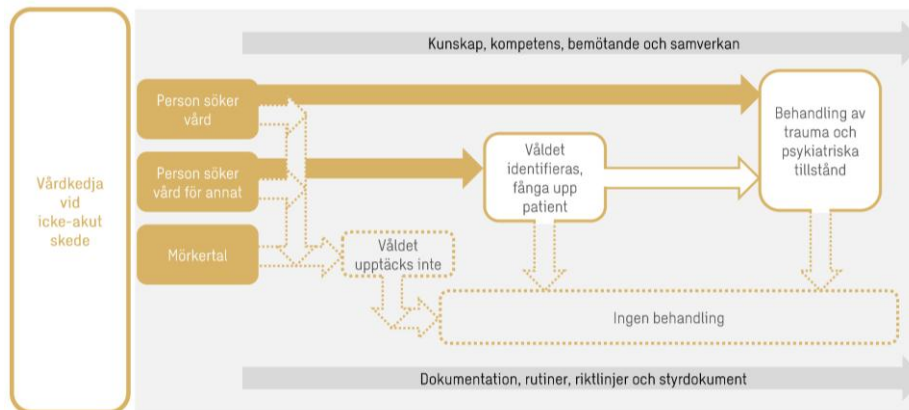 Kunskap, kompetens, bemötande och samverkan
Vårdkedja
vid
icke-akut
skede
Person söker
vård
Person söker
vård för annat
Mörkertal
Våldet
upptäcks inte
Våldet
identifieras,
fånga upp
patient
Behandling av
trauma och
psykiatriska
tillstånd
Ingen behandling
Dokumentation, rutiner, riktlinjer och styrdokument